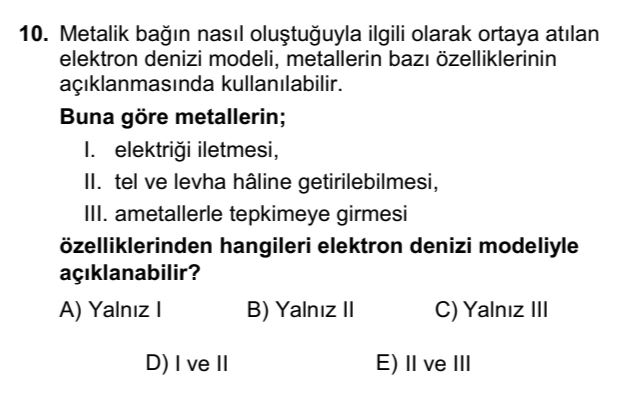 10. Metalik bağın nasıl oluştuğuyla ilgili olarak ortaya atılan
elektron denizi modeli, metallerin bazı özelliklerinin
açıklanmasında kullanılabilir.
Buna göre metallerin;
I. elektriği iletmesi,
II. tel ve levha hâline getirilebilmesi,
III. ametallerle tepkimeye girmesi
özelliklerinden hangileri elektron denizi modeliyle
açıklanabilir?
A) Yalnız I B) Yalnız II C) Yalnız III
D) I ve II E) II ve III